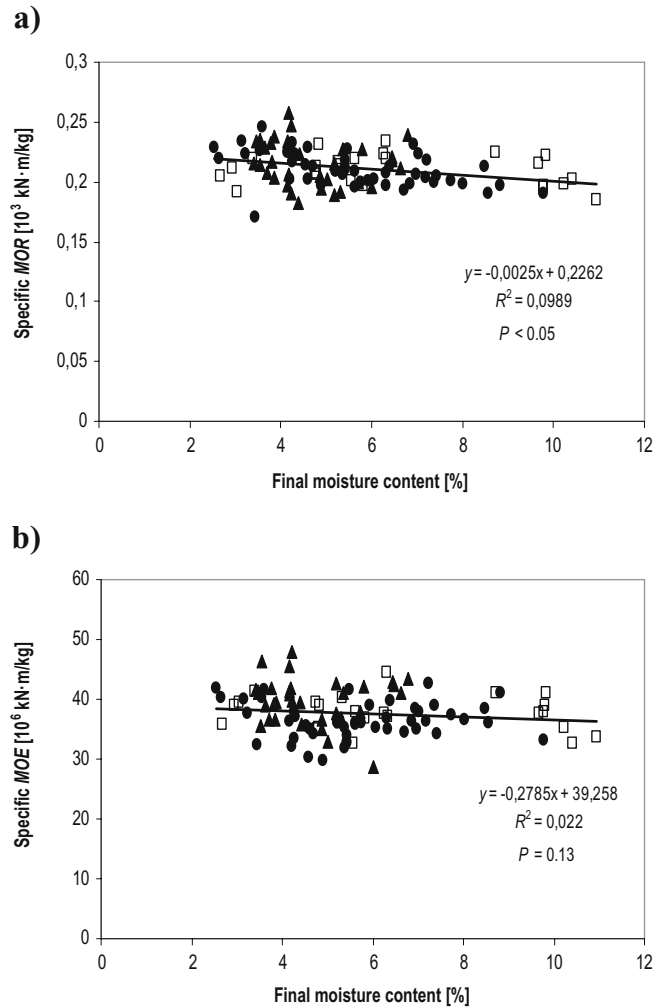 a)
0,3
0,25
0,2
0,15
0,1
0,05
0
Specific MOR [10³ kN·m/kg]
y = -0,0025x + 0,2262
R² = 0,0989
P < 0.05
0 2 4 6 8 10 12
Final moisture content [%]
b)
60
50
40
30
20
10
0
Specific MOE [10⁶ kN·m/kg]
y = -0,2785x + 39,258
R² = 0,022
P = 0.13
0 2 4 6 8 10 12
Final moisture content [%]